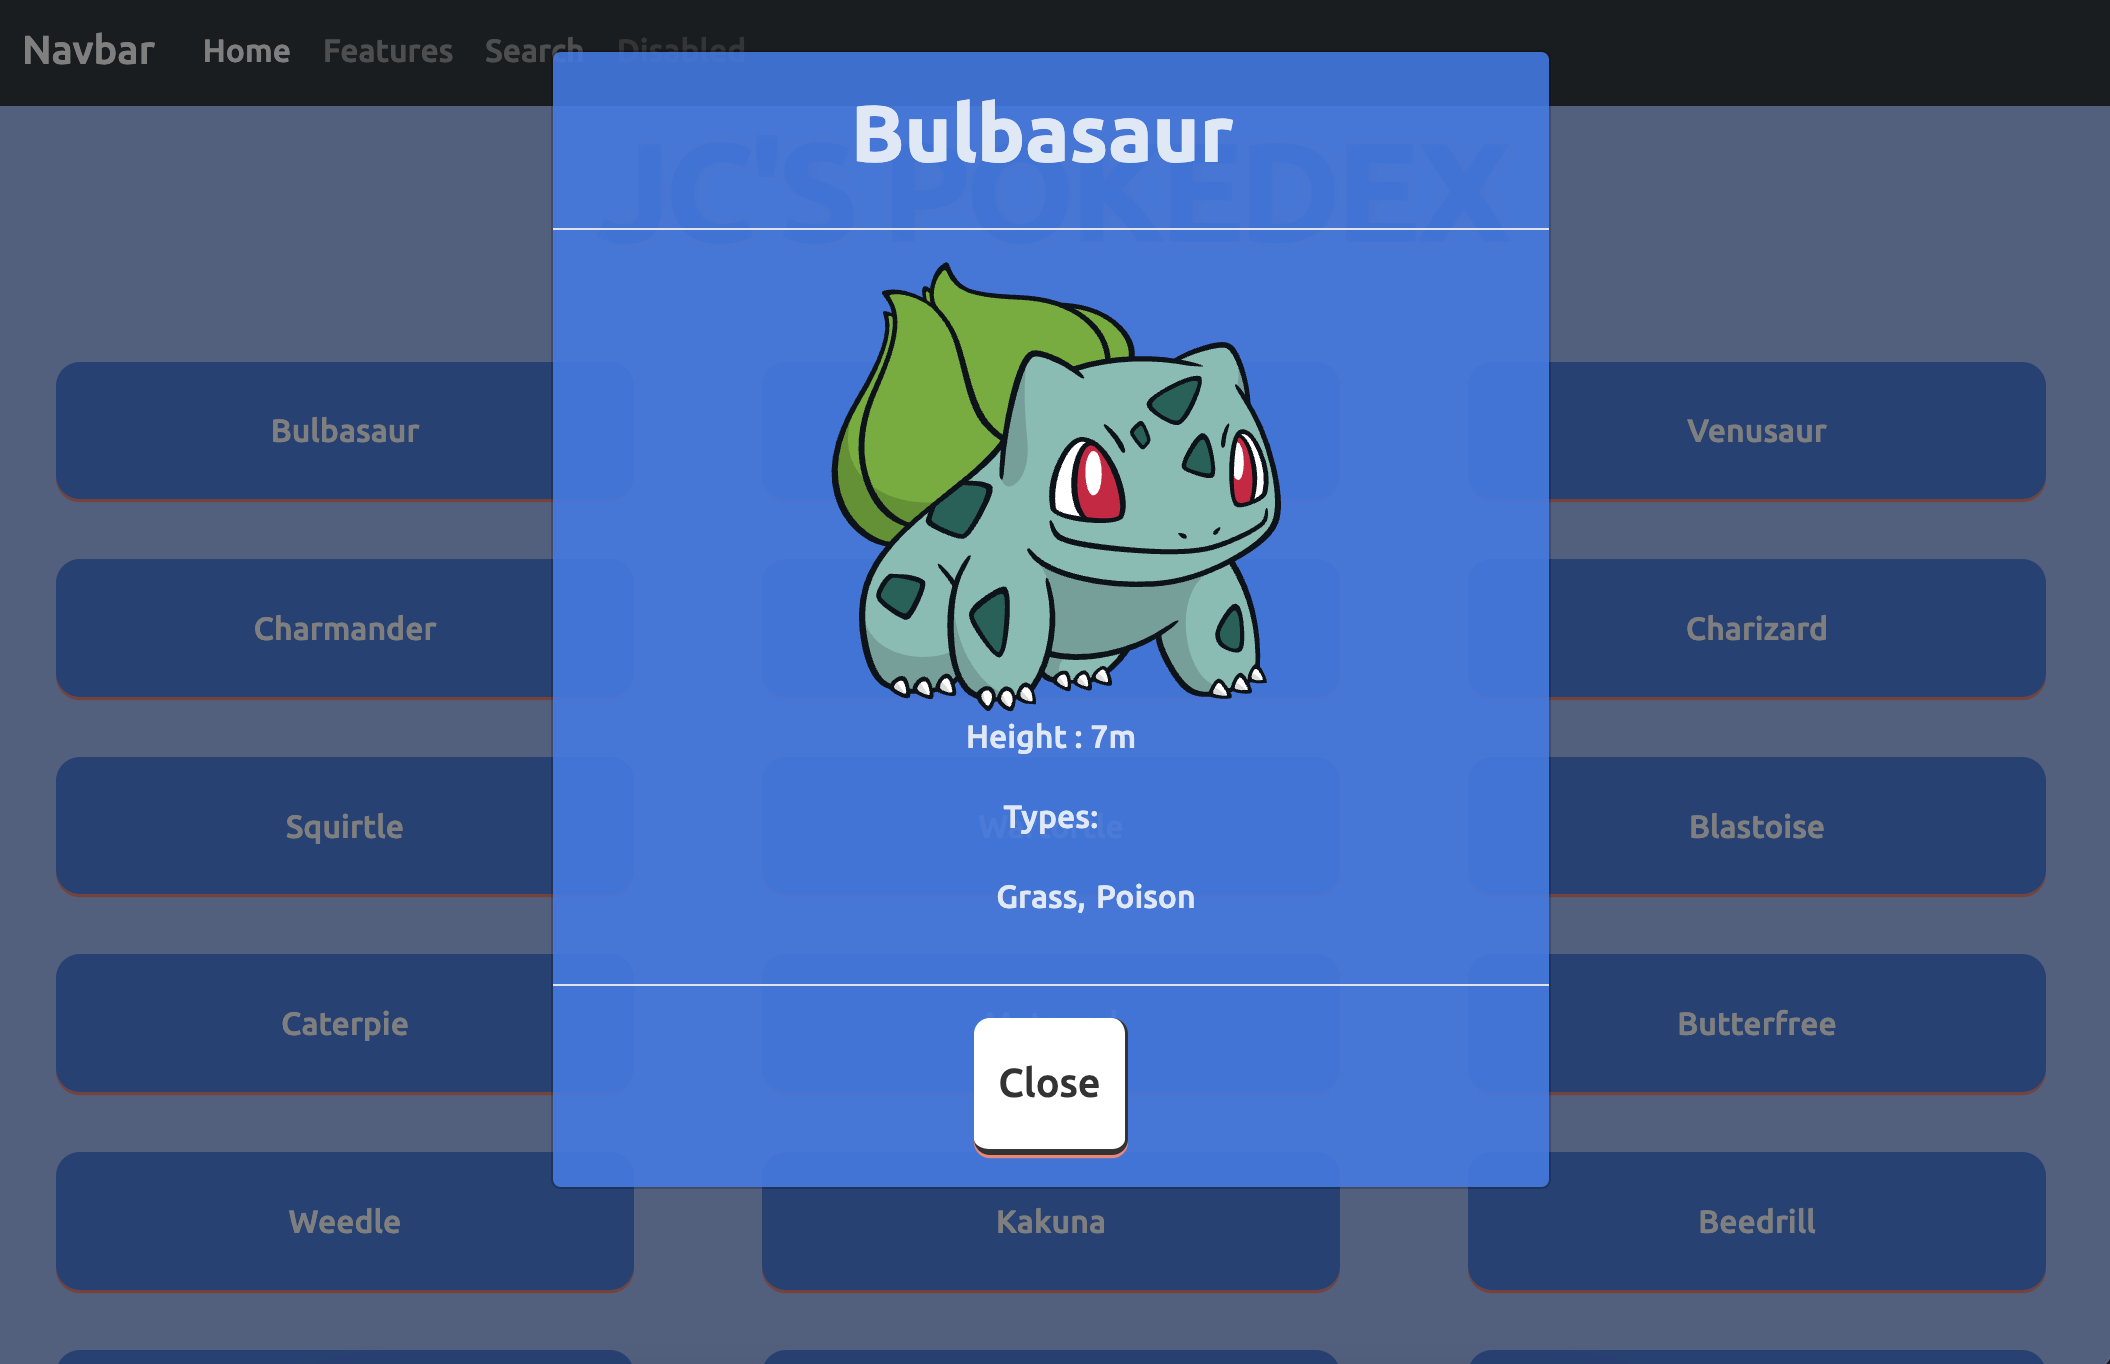 Navbar Home Features Search Disabled
JC'S POKEDEX
Bulbasaur
Height : 7m
Types:
Grass, Poison
Close
Bulbasaur Venusaur
Charmander Charizard
Squirtle Blastoise
Caterpie Butterfree
Weedle Kakuna Beedrill